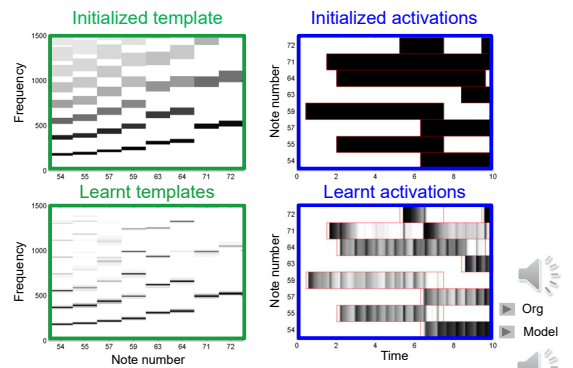 Initialized template
Frequency
1500
1000
500
0
54 55 57 59 63 64 71 72
Initialized activations
Note number
72
71
64
63
59
57
55
54
0 2 4 6 8 10
Learnt templates
Frequency
1500
1000
500
0
54 55 57 59 63 64 71 72
Note number
Learnt activations
Note number
72
71
64
63
59
57
55
54
0 2 4 6 8 10
Time
Org
Model